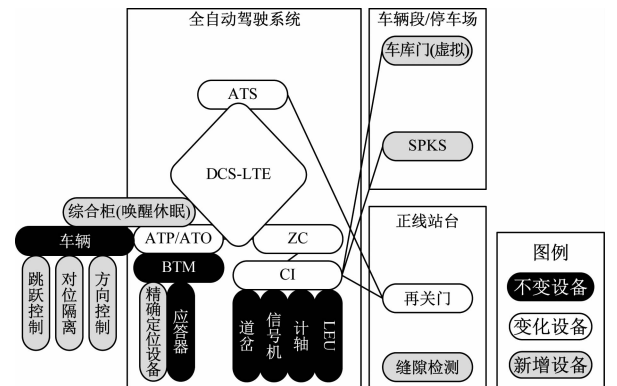 全自动驾驶系统
车辆段/停车场
车库门(虚拟)
ATS
SPKS
DCS-LTE
综合柜(唤醒休眠)
车辆
ATP/ATO
ZC
正线站台
BTM
CI
图例
跳跃控制
对位隔离
方向控制
精确定位设备
应答器
道岔
信号机
计轴
LEU
再关门
不变设备
变化设备
缝隙检测
新增设备